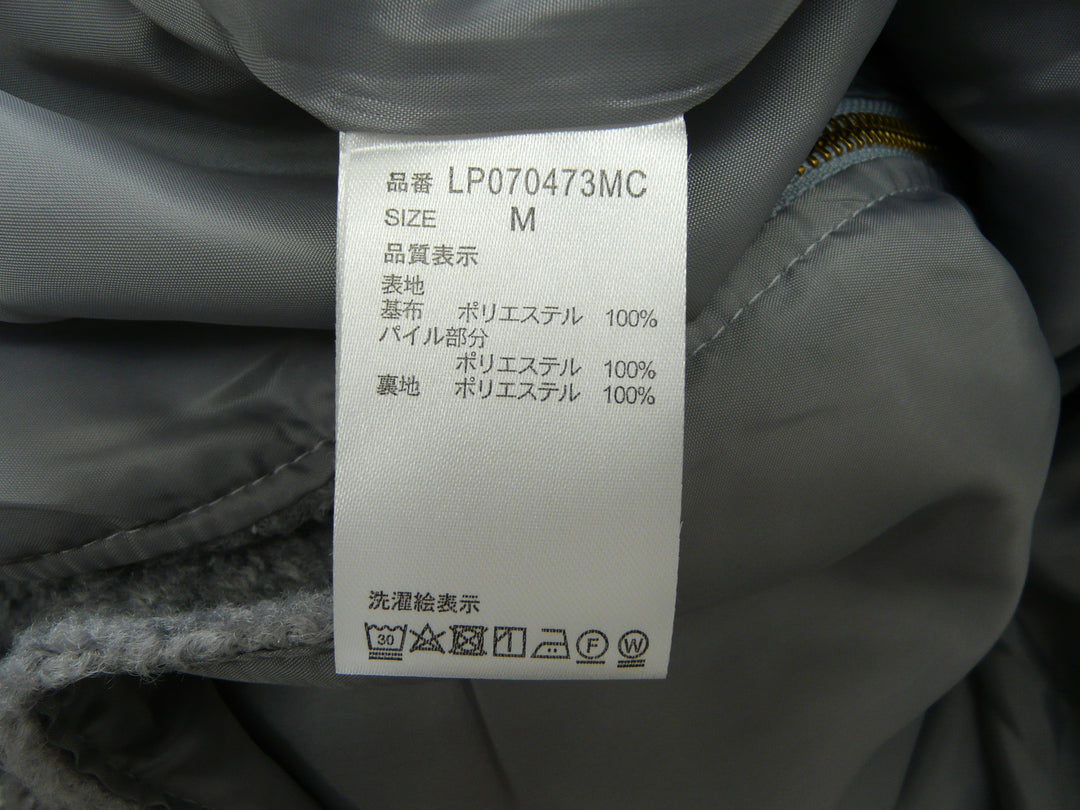 品番 LP070473MC
SIZE M
品質表示
表地
基布 ポリエステル 100%
パイル部分
ポリエステル 100%
裏地 ポリエステル 100%
洗濯絵表示
30 F W